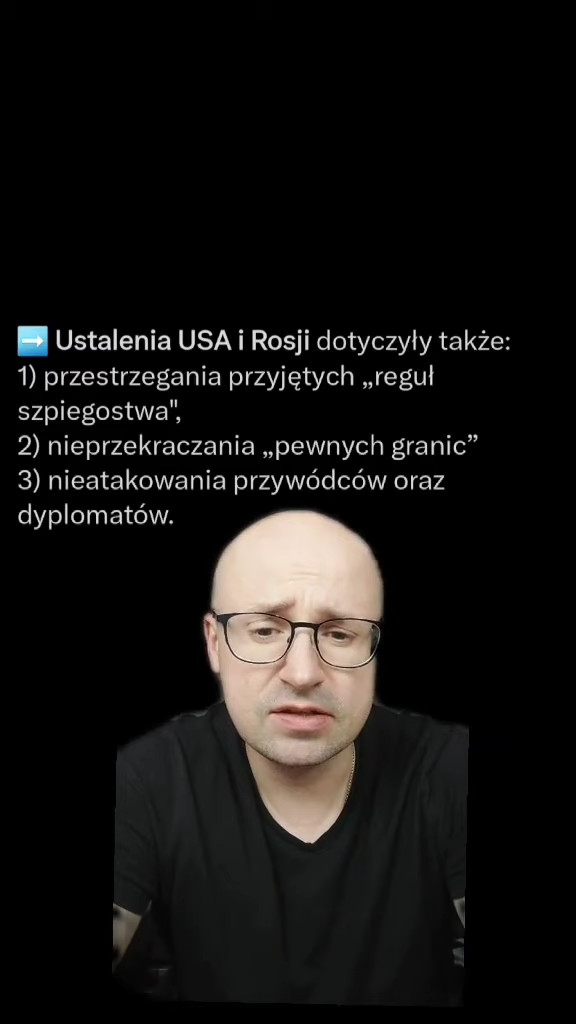 ➡️ Ustalenia USA i Rosji dotyczyły także:
1) przestrzegania przyjętych „reguł
szpiegostwa",
2) nieprzekraczania „pewnych granic”
3) nieatakowania przywódców oraz
dyplomatów.